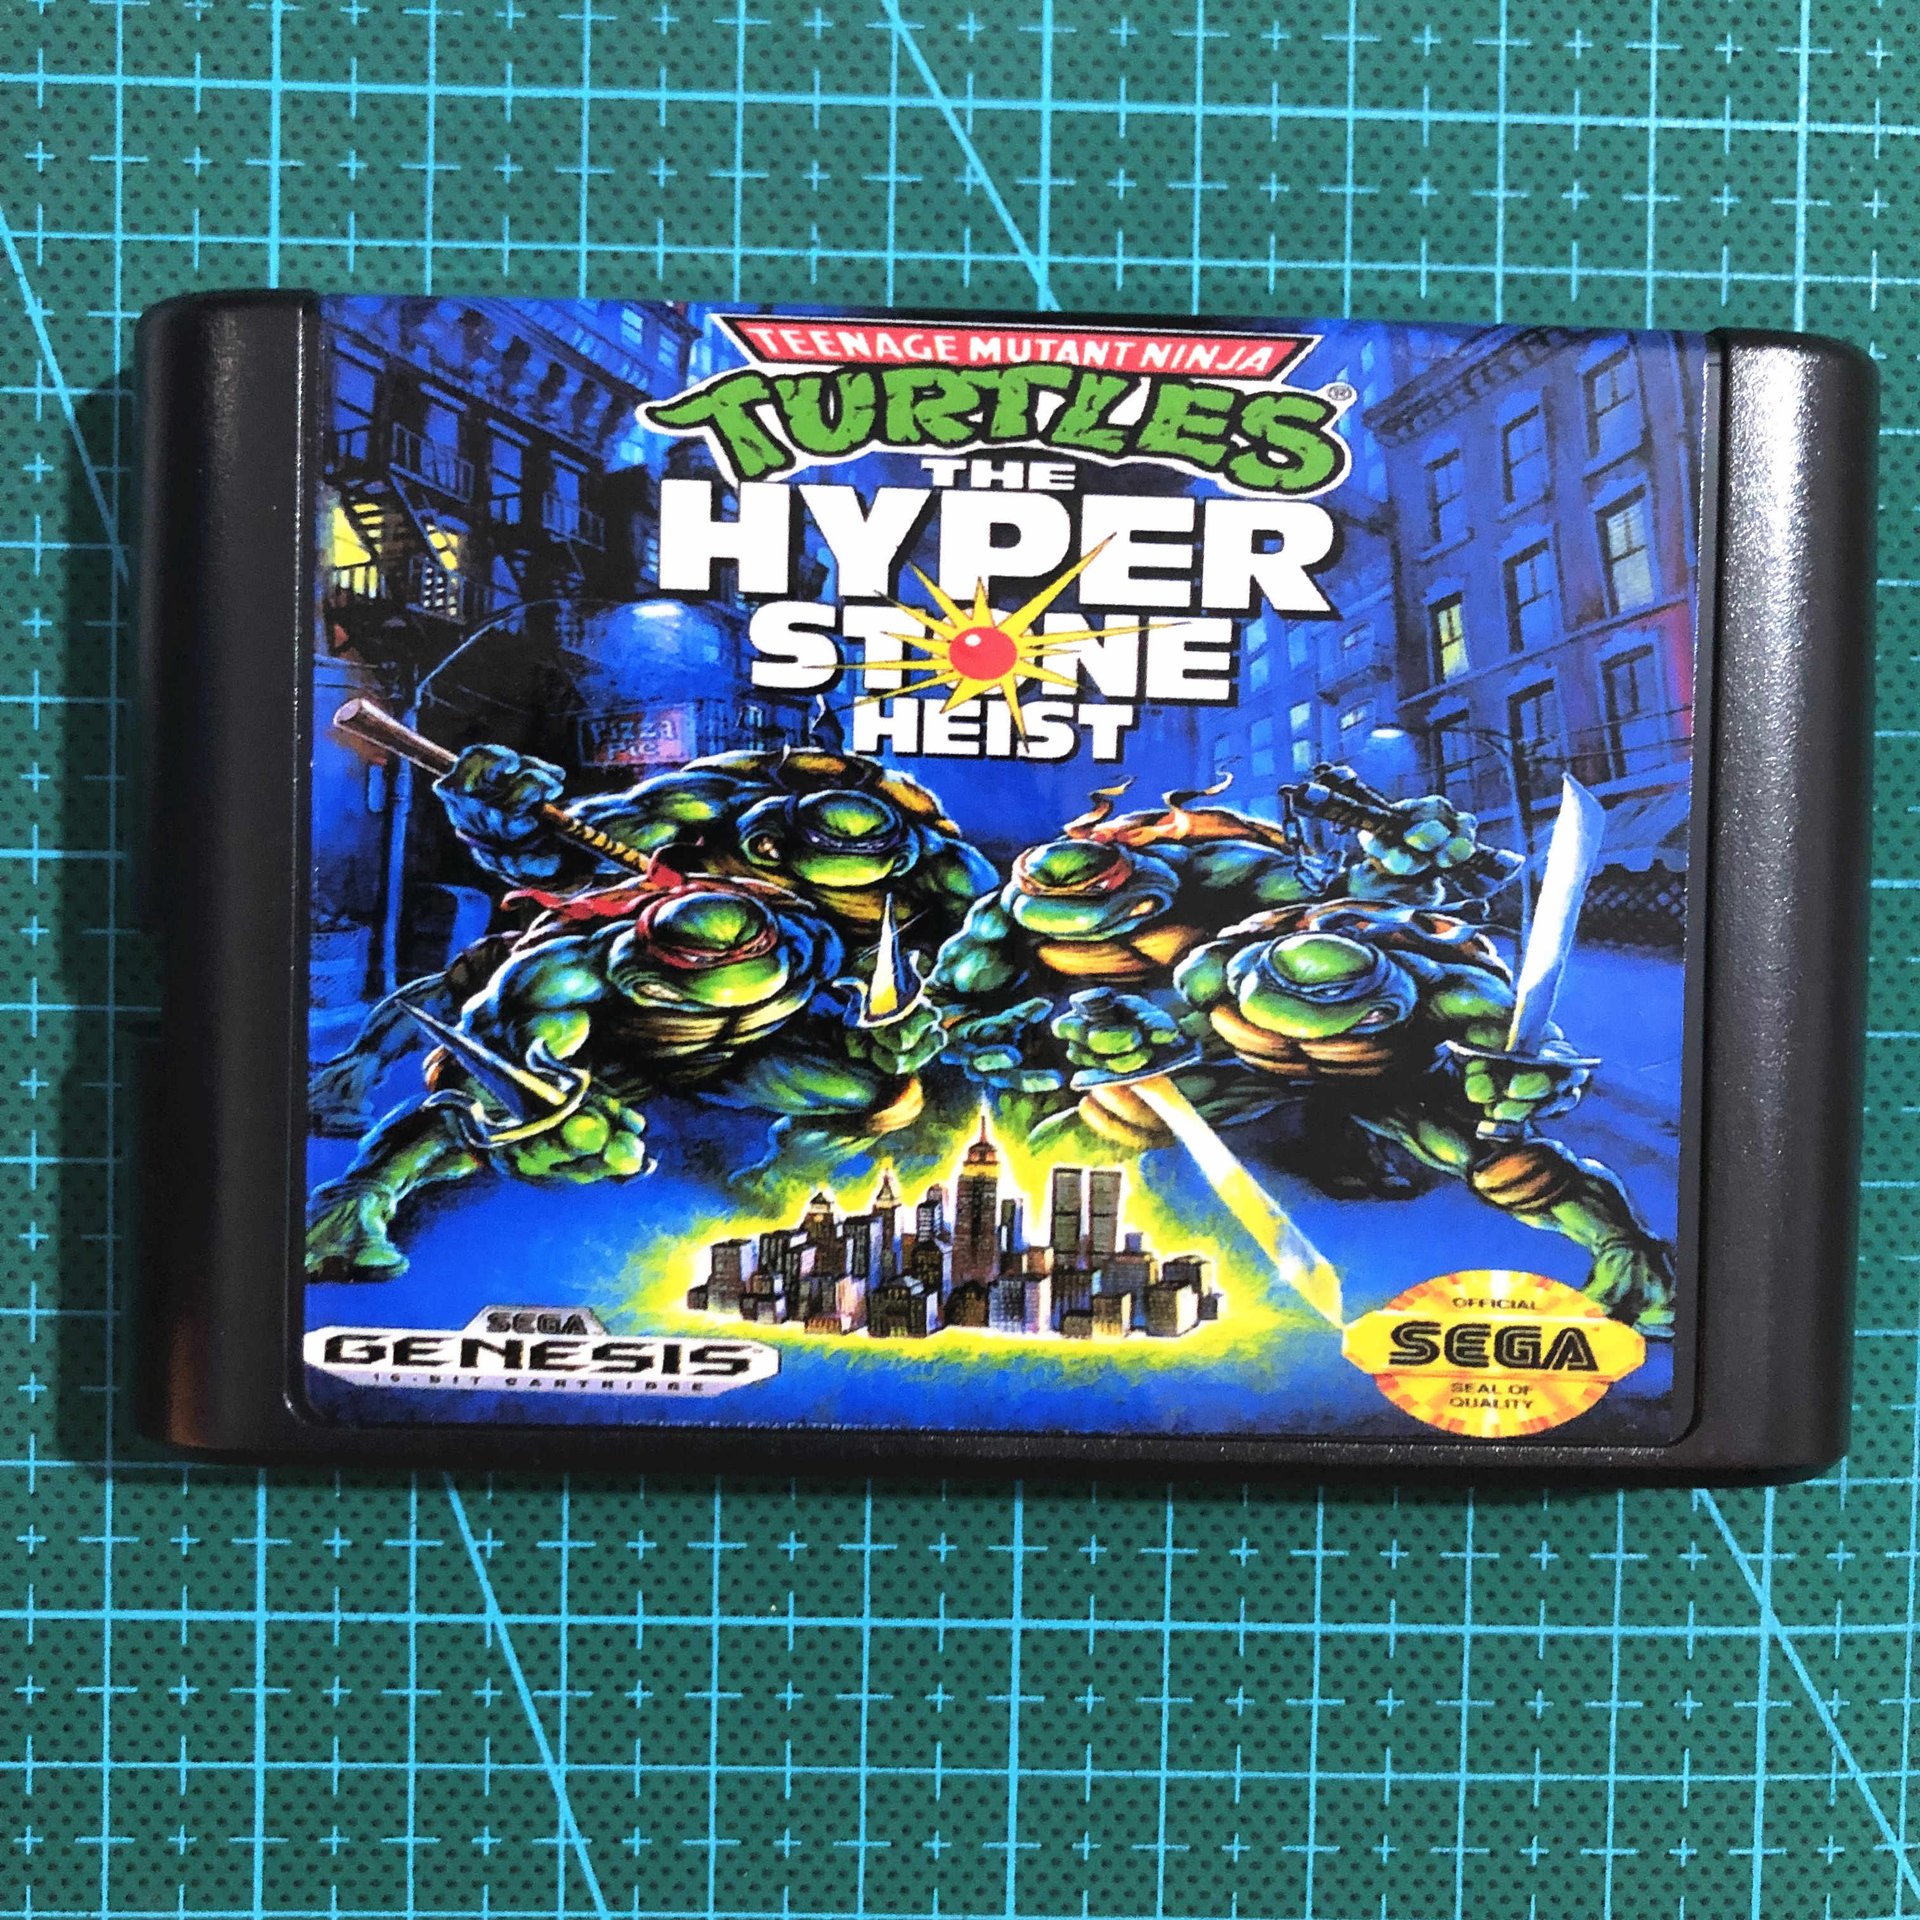 TEENAGE MUTANT NINJA
TURTLES®
THE
HYPER
STONE
HEIST
Pizza
Pie
SEGA
GENESIS
16-BIT CARTRIDGE
OFFICIAL
SEGA
SEAL OF
QUALITY